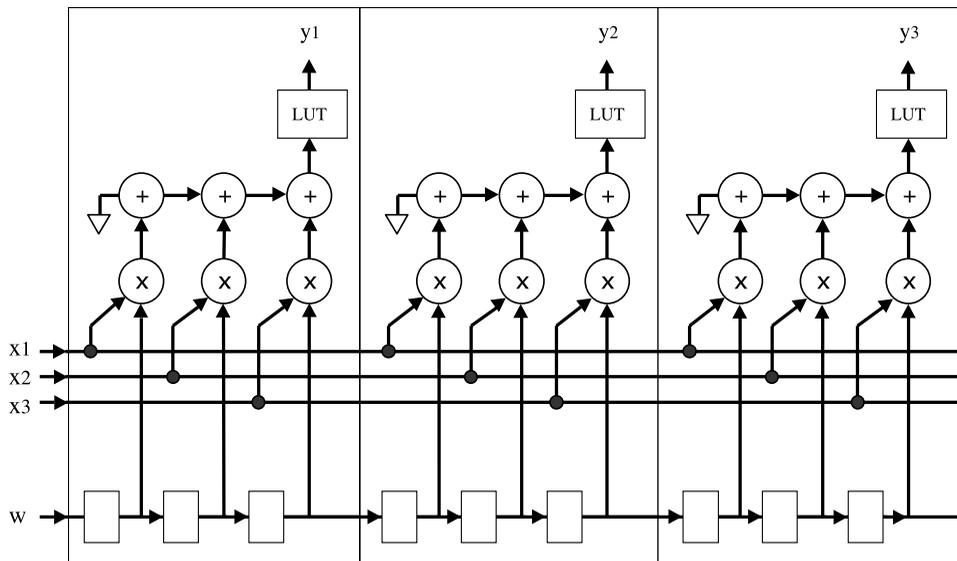 y1 y2 y3
LUT LUT LUT
+ + + + + + + + +
x x x x x x x x x
x1
x2
x3
w